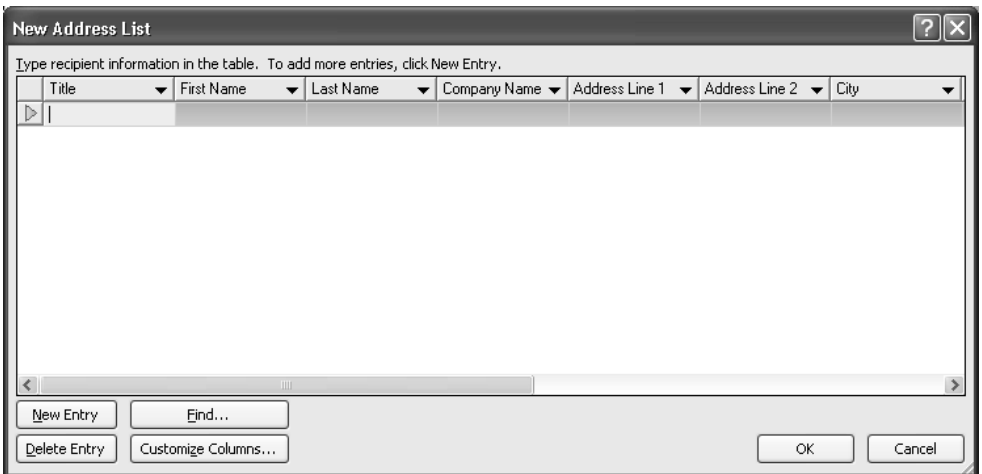 New Address List
Type recipient information in the table. To add more entries, click New Entry.
Title First Name Last Name Company Name Address Line 1 Address Line 2 City
New Entry Find...
Delete Entry Customize Columns... OK Cancel